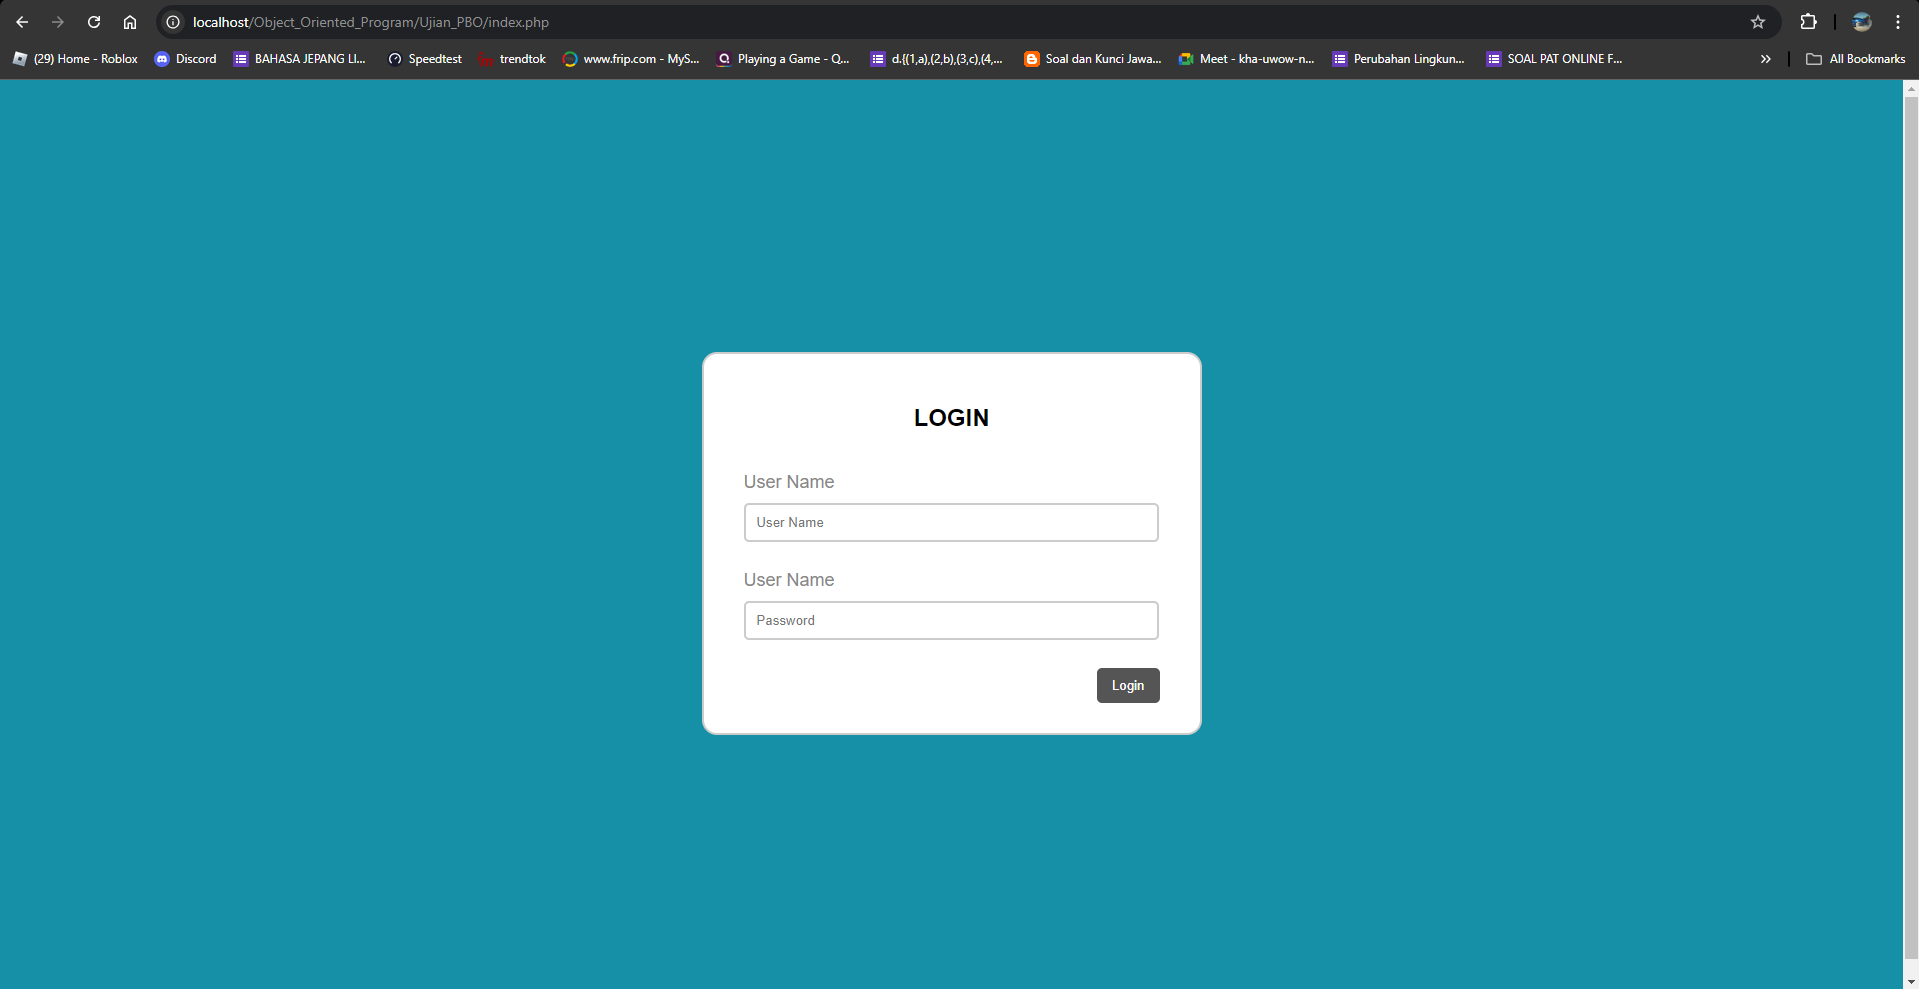 localhost/Object_Oriented_Program/Ujian_PBO/index.php
(29) Home - Roblox Discord BAHASA JEPANG LI... Speedtest trendtok www.frip.com - MyS... Playing a Game - Q... d.{(1,a),(2,b),(3,c),(4,... Soal dan Kunci Jawa... Meet - kha-uwow-n... Perubahan Lingkun... SOAL PAT ONLINE F... All Bookmarks
LOGIN
User Name
User Name
User Name
Password
Login